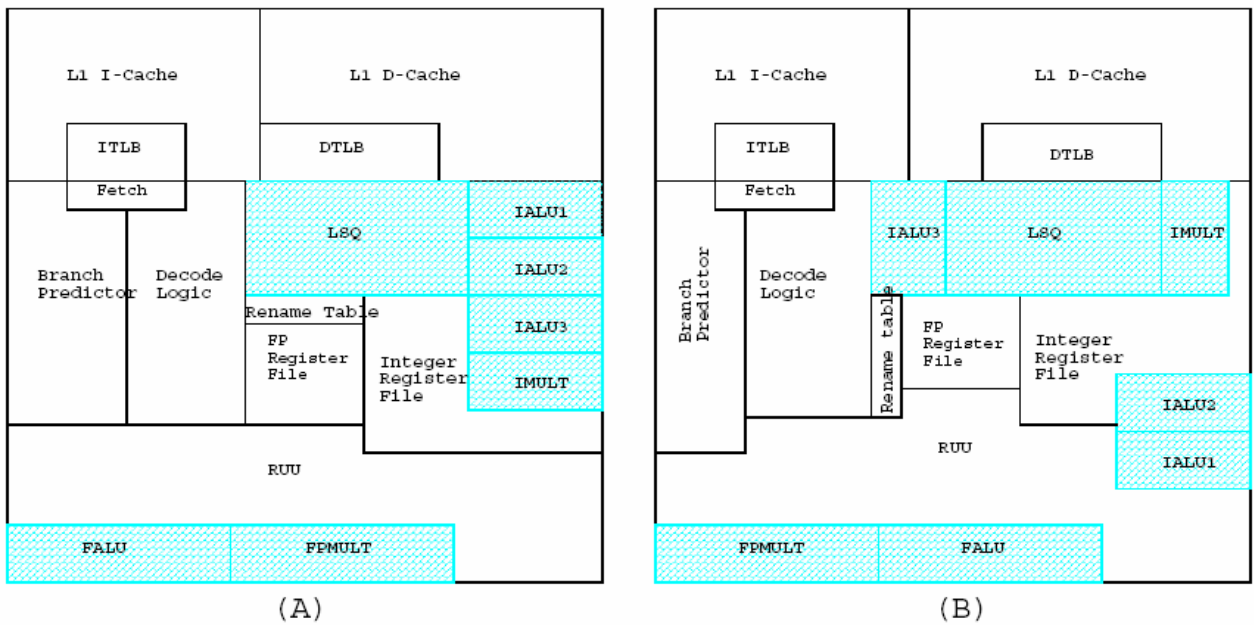 L1 I-Cache
L1 D-Cache
ITLB
DTLB
Fetch
IALU1
LSQ
IALU2
Branch
Predictor
Decode
Logic
Rename Table
IALU3
FP
Register
File
Integer
Register
File
IMULT
RUU
FALU
FPMULT
(A)
L1 I-Cache
L1 D-Cache
ITLB
DTLB
Fetch
IALU3
LSQ
IMULT
Branch
Predictor
Decode
Logic
Rename table
FP
Register
File
Integer
Register
File
IALU2
RUU
IALU1
FPMULT
FALU
(B)